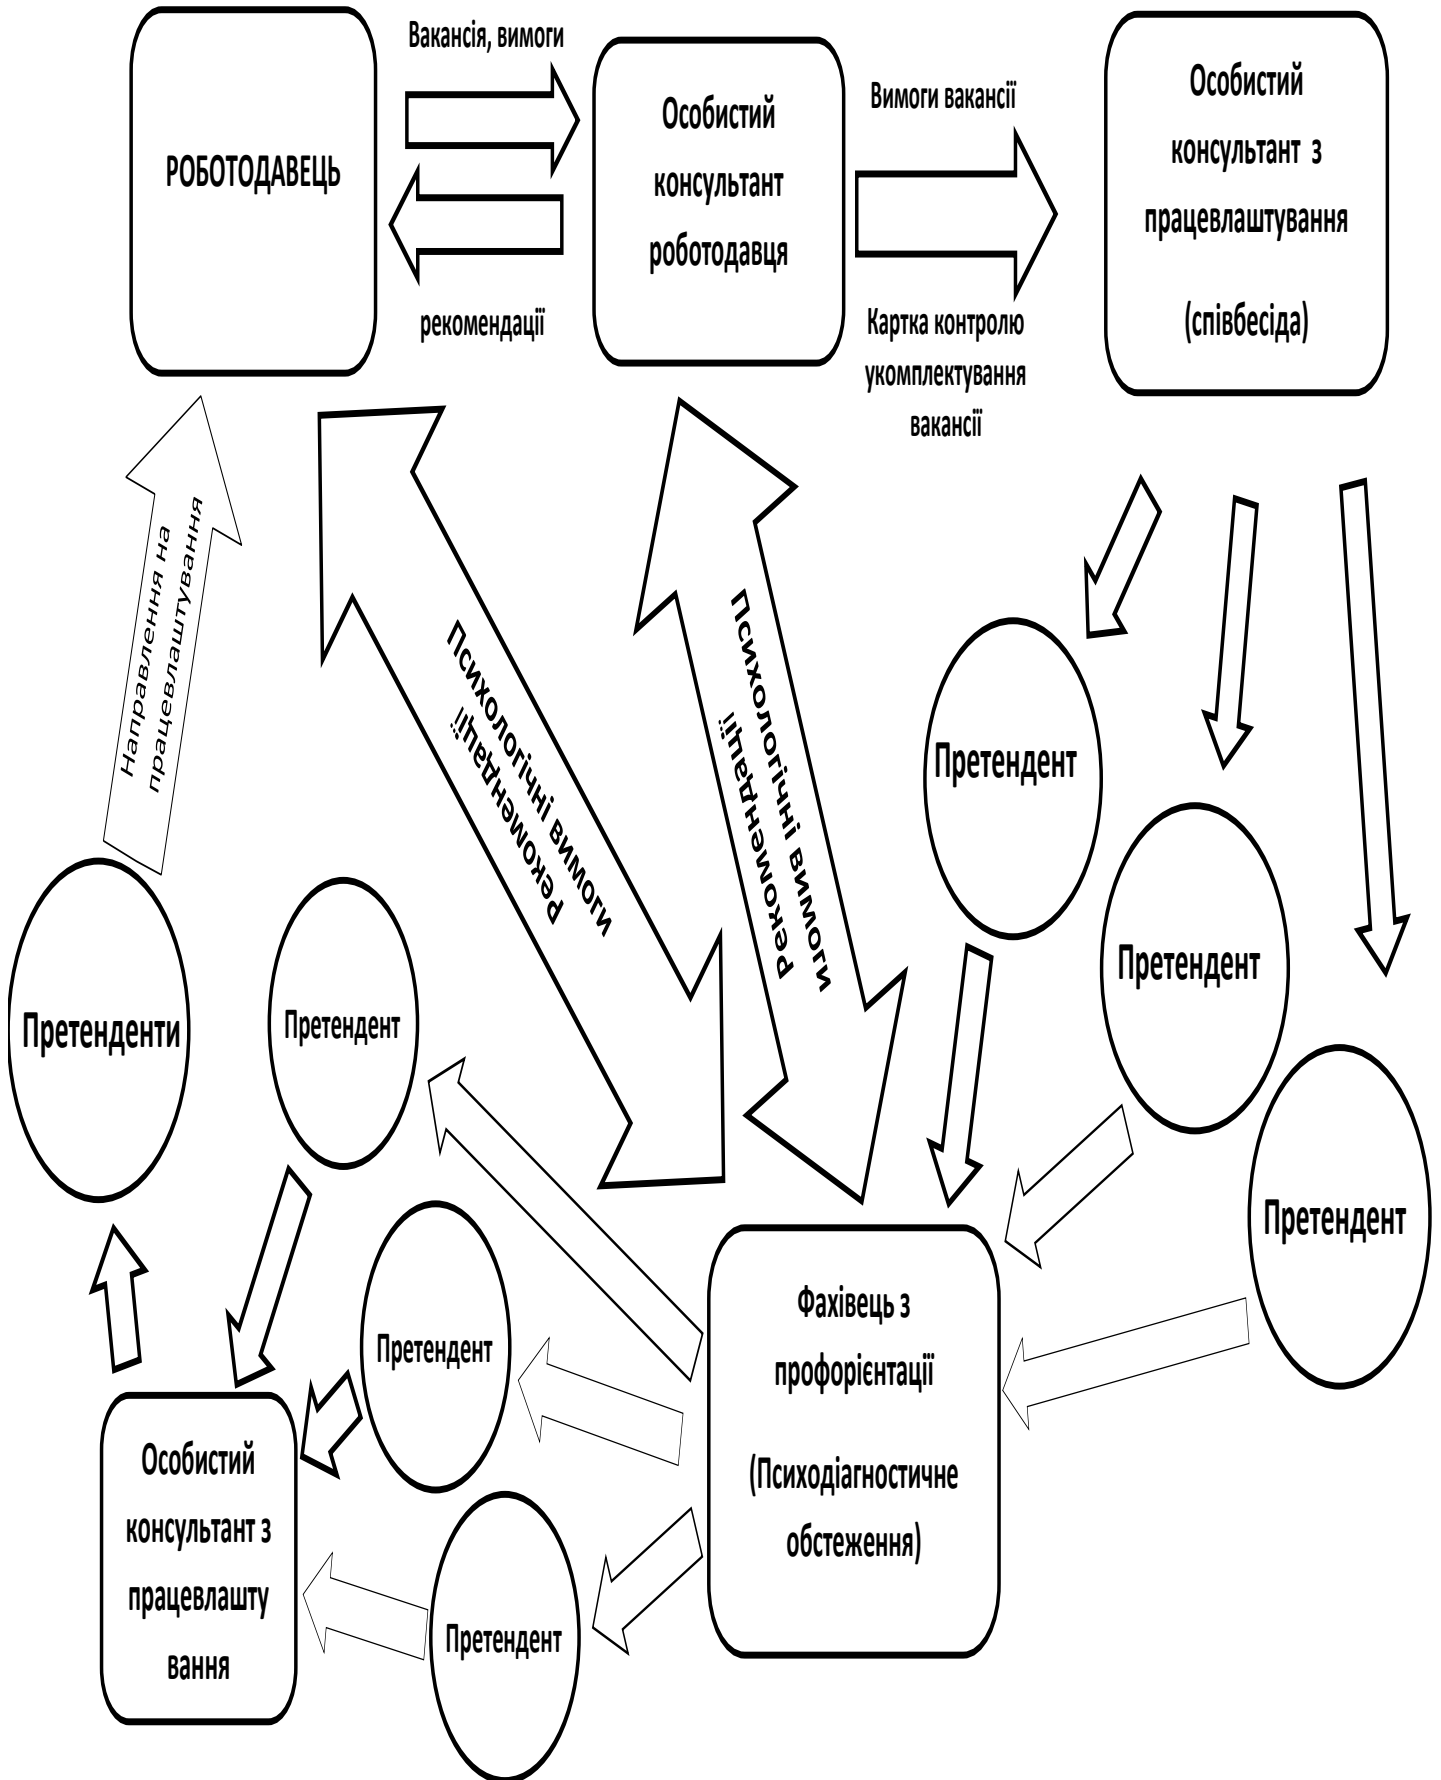 Вакансія, вимоги
РОБОТОДАВЕЦЬ
рекомендації
Особистий
консультант
роботодавця
Вимоги вакансії
Картка контролю
укомплектування
вакансії
Особистий
консультант з
працевлаштування
(співбесіда)
Направлення на
працевлаштування
Психологічні вимоги
Рекомендації
Психологічні вимоги
Рекомендації
Претендент
Претендент
Претендент
Претенденти
Претендент
Претендент
Претендент
Фахівець з
профорієнтації
(Психодіагностичне
обстеження)
Особистий
консультант з
працевлашту
вання